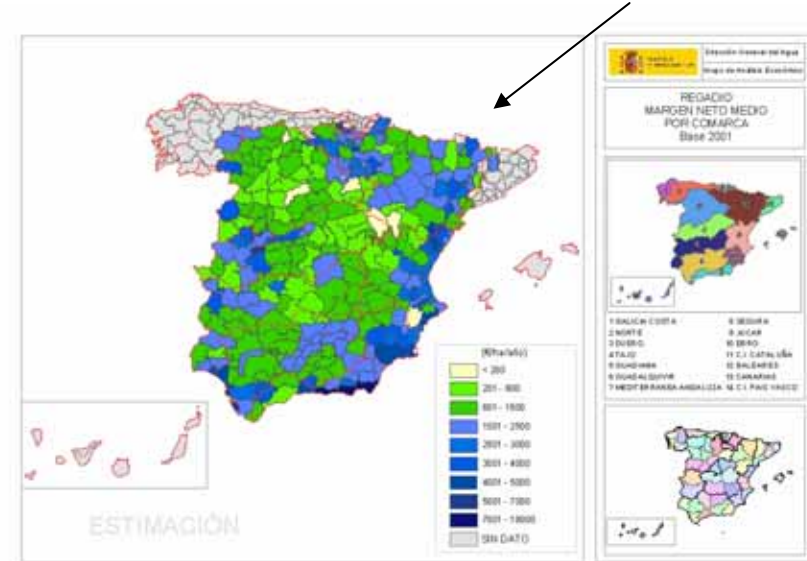 Dirección General del Agua
Grupo de Análisis Económico
REGADIO
MARGEN NETO MEDIO
POR COMARCA
Base 2001
1 GALICIA COSTA
2 NORTE
3 DUERO
4 TAJO
5 GUADIANA
6 GUADALQUIVIR
7 MEDITERRANEA ANDALUZA
8 SEGURA
9 JUCAR
10 EBRO
11 C.I. CATALUÑA
12 BALEARES
13 CANARIAS
14 C.I. PAIS VASCO
(€/ha/año)
< 200
201 - 800
801 - 1500
1501 - 2500
2501 - 3000
3001 - 4000
4001 - 5000
5001 - 7000
7001 - 10000
SIN DATO
ESTIMACIÓN